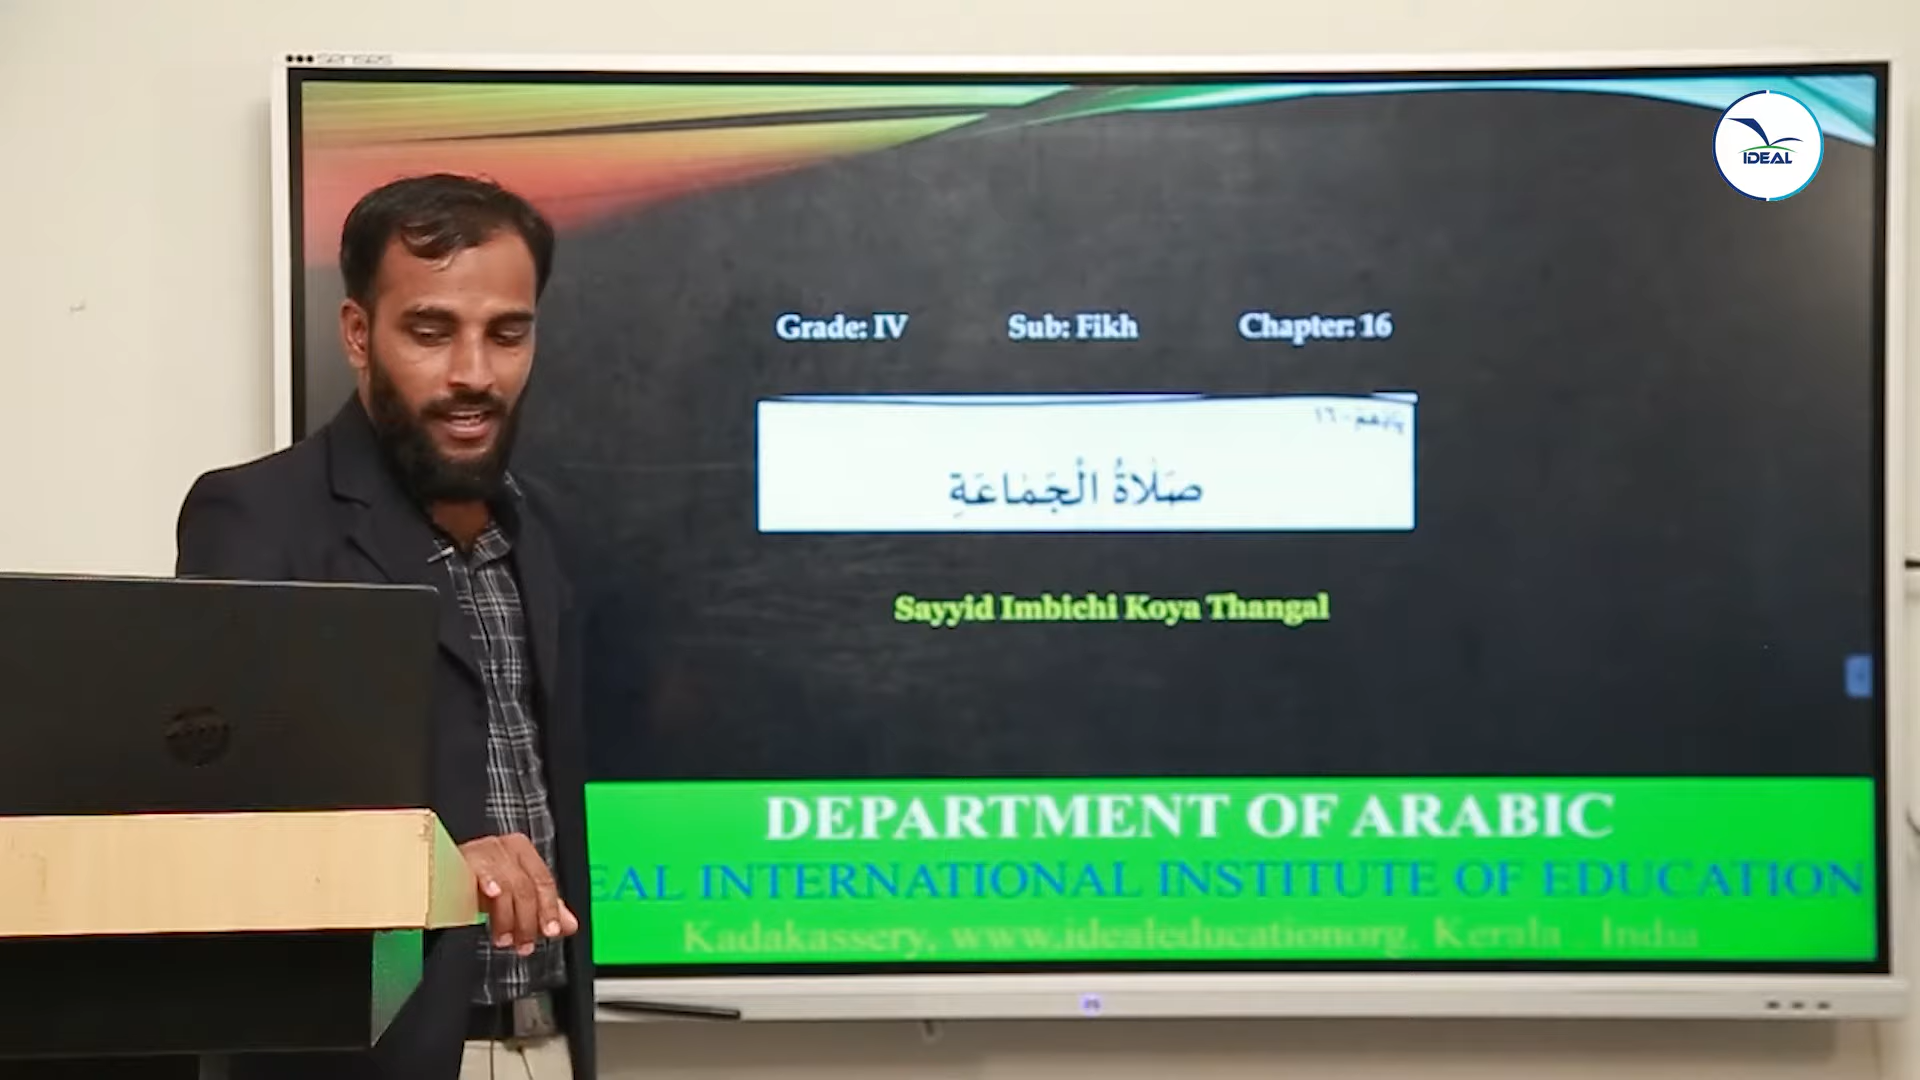 senses
IDEAL
Grade: IV Sub: Fikh Chapter: 16
صَلَاةُ الْجَمَاعَةِ
Sayyid Imbichi Koya Thangal
DEPARTMENT OF ARABIC
EAL INTERNATIONAL INSTITUTE OF EDUCATION
Kadakassery, www.idealeducationorg, Kerala , India